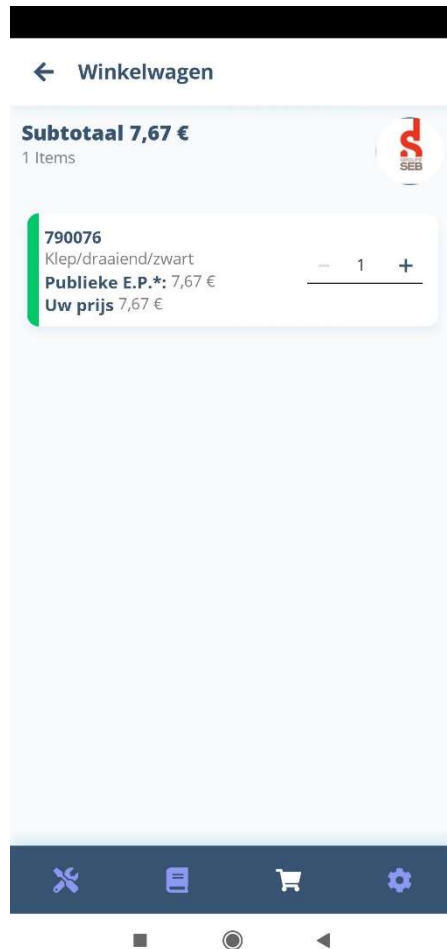 Winkelwagen
Subtotaal 7,67 €
1 Items
GROUPE
SEB
790076
Klep/draaiend/zwart
Publieke E.P.*: 7,67 €
Uw prijs 7,67 €
− 1 +